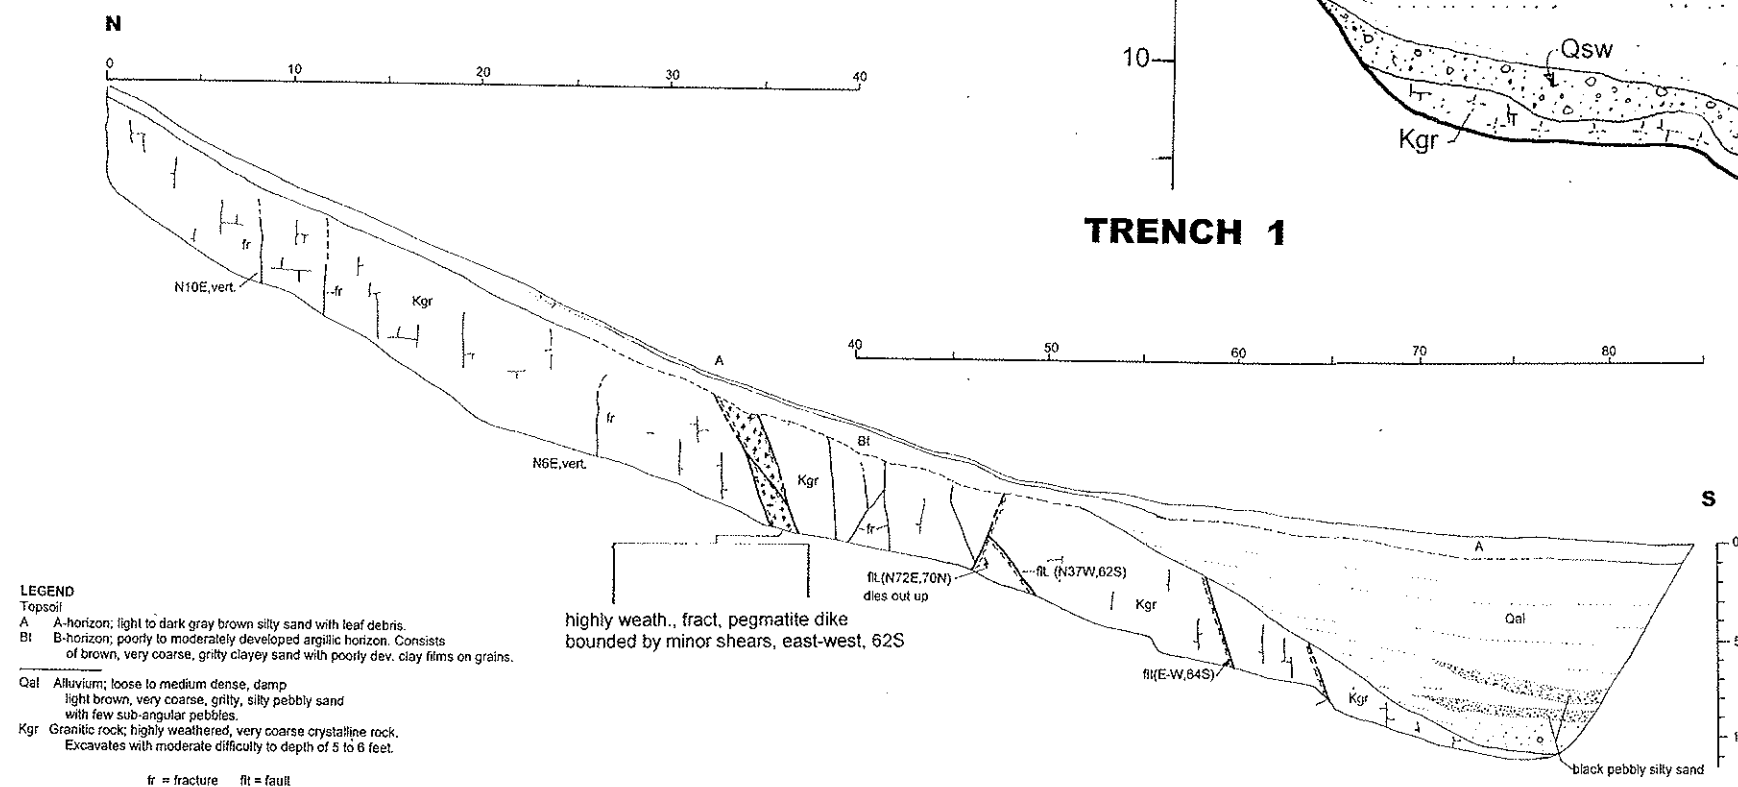 N
0 10 20 30 40
10
Qsw
Kgr
TRENCH 1
fr
N10E,vert.
fr
Kgr
A
40 50 60 70 80
fr
N6E,vert.
Kgr
Bt
fr
flt.(N72E,70N)
dies out up
flt. (N37W,62S)
Kgr
flt(E-W,64S)
Kgr
S
A
Qal
0
5
1
black pebbly silty sand
highly weath., fract, pegmatite dike
bounded by minor shears, east-west, 62S
LEGEND
Topsoil
A A-horizon; light to dark gray brown silty sand with leaf debris.
Bt B-horizon; poorly to moderately developed argillic horizon. Consists
of brown, very coarse, gritty clayey sand with poorly dev. clay films on grains.
Qal Alluvium; loose to medium dense, damp
light brown, very coarse, gritty, silty pebbly sand
with few sub-angular pebbles.
Kgr Granitic rock; highly weathered, very coarse crystalline rock.
Excavates with moderate difficulty to depth of 5 to 6 feet.
fr = fracture flt = fault